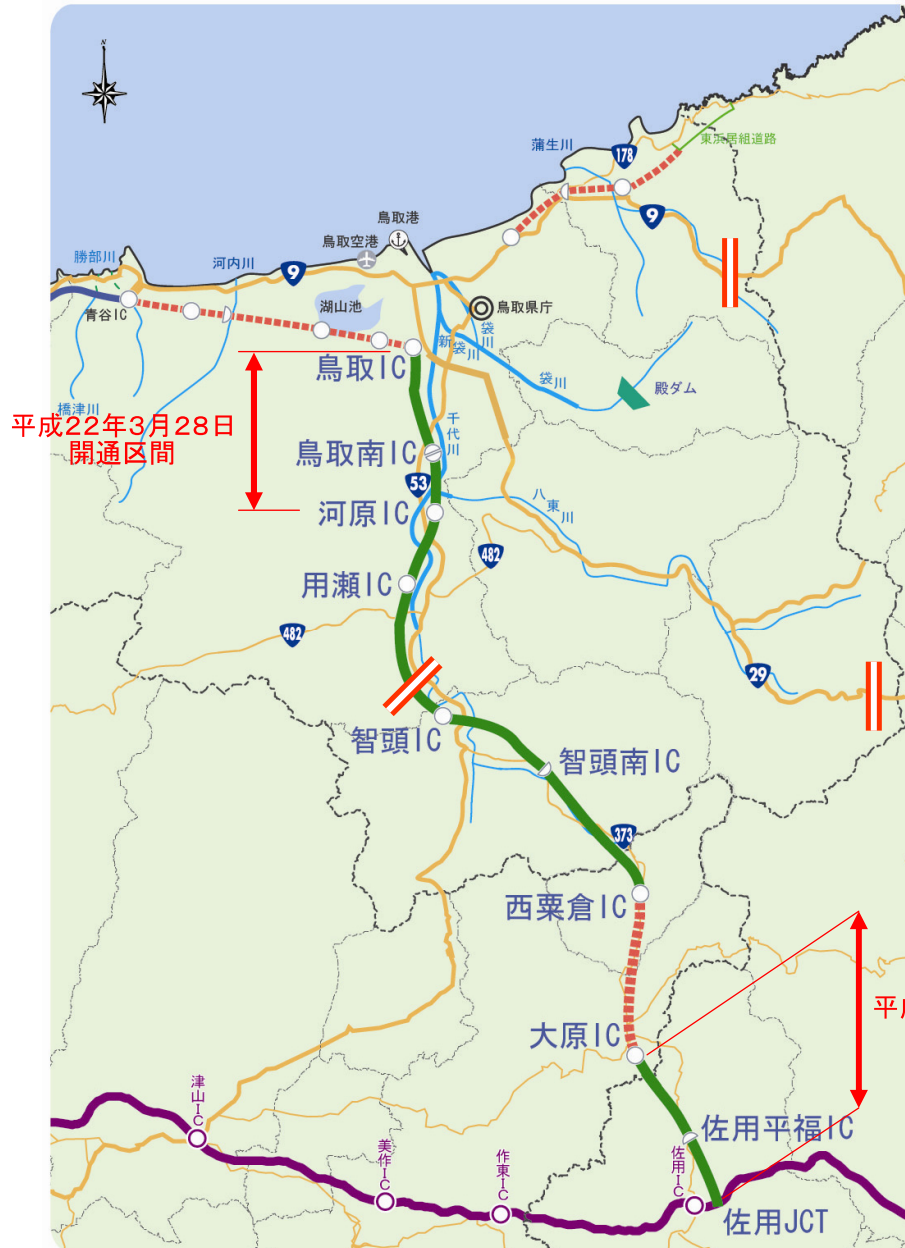 N
蒲生川
東浜居組道路
178
9
鳥取港
鳥取空港
勝部川
河内川
9
青谷IC
湖山池
鳥取県庁
新袋川
袋川
袋川
殿ダム
鳥取IC
橋津川
平成22年3月28日
開通区間
千代川
鳥取南IC
53
河原IC
八東川
482
用瀬IC
482
29
智頭IC
智頭南IC
373
西粟倉IC
平成
大原IC
津山IC
美作IC
作東IC
佐用IC
佐用平福IC
佐用JCT